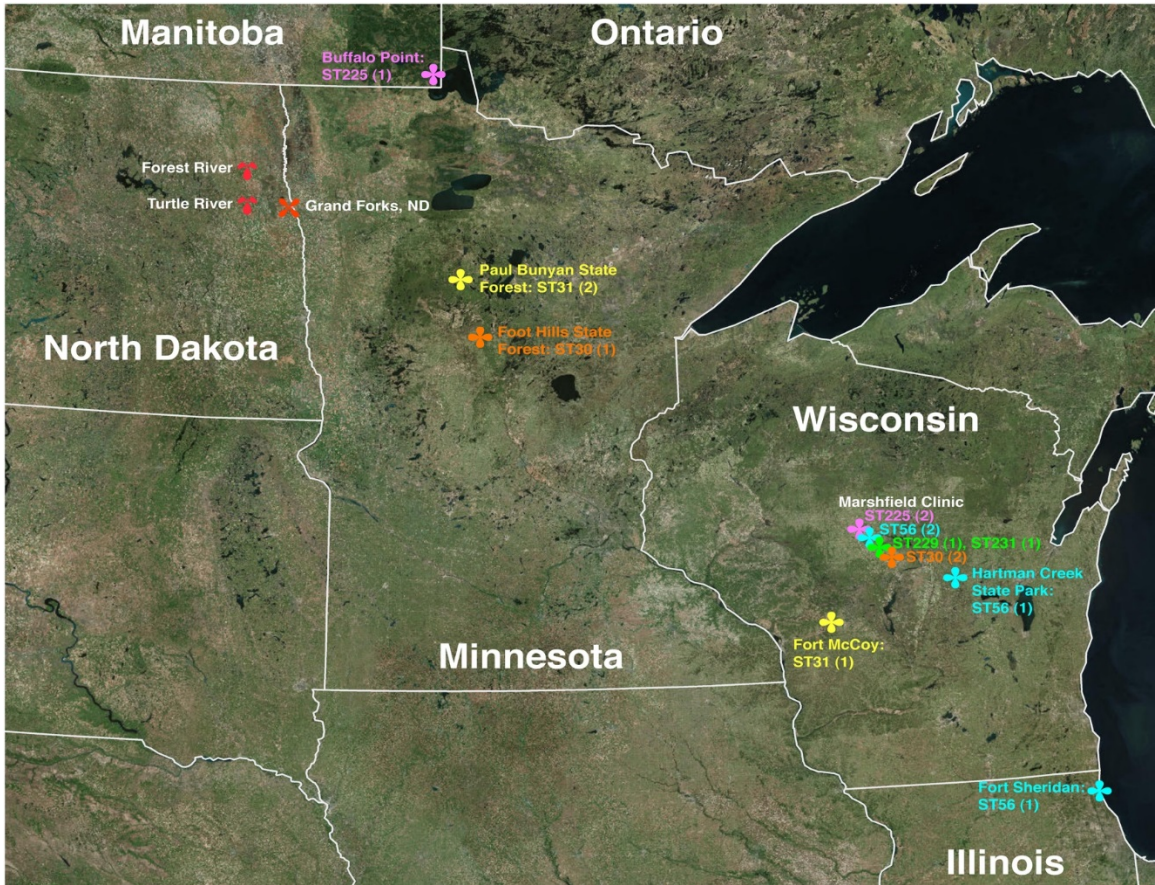 Manitoba
Ontario
Buffalo Point:
ST225 (1)
Forest River
Turtle River
Grand Forks, ND
Paul Bunyan State
Forest: ST31 (2)
Foot Hills State
Forest: ST30 (1)
North Dakota
Wisconsin
Marshfield Clinic
ST225 (2)
ST56 (2)
ST229 (1), ST231 (1)
ST30 (2)
Hartman Creek
State Park:
ST56 (1)
Fort McCoy:
ST31 (1)
Minnesota
Fort Sheridan:
ST56 (1)
Illinois